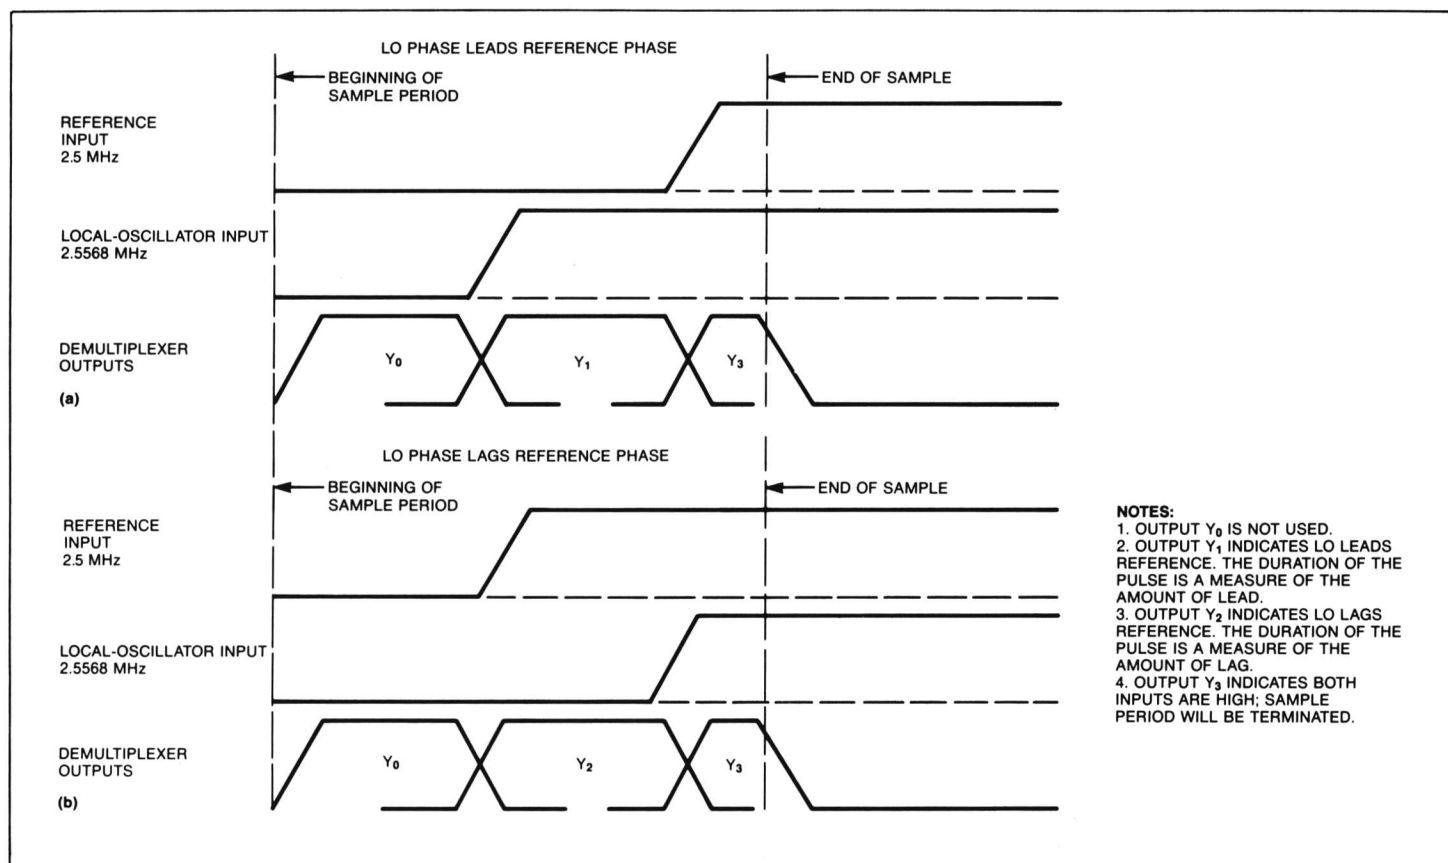 LO PHASE LEADS REFERENCE PHASE
BEGINNING OF
SAMPLE PERIOD
END OF SAMPLE
REFERENCE
INPUT
2.5 MHz
LOCAL-OSCILLATOR INPUT
2.5568 MHz
DEMULTIPLEXER
OUTPUTS
Y0
Y1
Y3
(a)
LO PHASE LAGS REFERENCE PHASE
BEGINNING OF
SAMPLE PERIOD
END OF SAMPLE
REFERENCE
INPUT
2.5 MHz
LOCAL-OSCILLATOR INPUT
2.5568 MHz
DEMULTIPLEXER
OUTPUTS
Y0
Y2
Y3
(b)
NOTES:
1. OUTPUT Y0 IS NOT USED.
2. OUTPUT Y1 INDICATES LO LEADS
REFERENCE. THE DURATION OF THE
PULSE IS A MEASURE OF THE
AMOUNT OF LEAD.
3. OUTPUT Y2 INDICATES LO LAGS
REFERENCE. THE DURATION OF THE
PULSE IS A MEASURE OF THE
AMOUNT OF LAG.
4. OUTPUT Y3 INDICATES BOTH
INPUTS ARE HIGH; SAMPLE
PERIOD WILL BE TERMINATED.